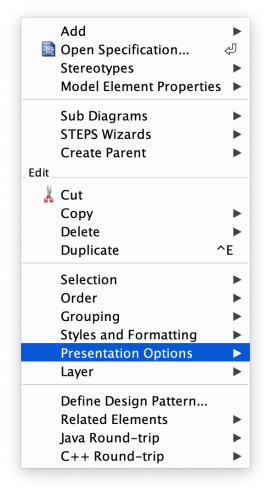 Add
Open Specification...
Stereotypes
Model Element Properties
Sub Diagrams
STEPS Wizards
Create Parent
Edit
Cut
Copy
Delete
Duplicate ^E
Selection
Order
Grouping
Styles and Formatting
Presentation Options
Layer
Define Design Pattern...
Related Elements
Java Round-trip
C++ Round-trip